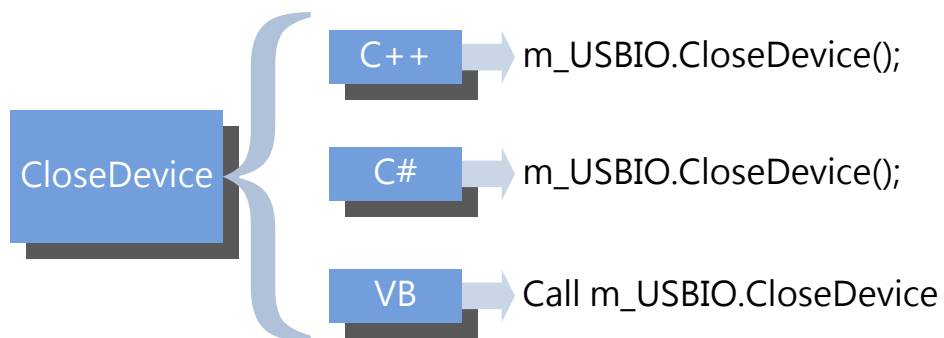 CloseDevice
C++
m_USBIO.CloseDevice();
C#
m_USBIO.CloseDevice();
VB
Call m_USBIO.CloseDevice